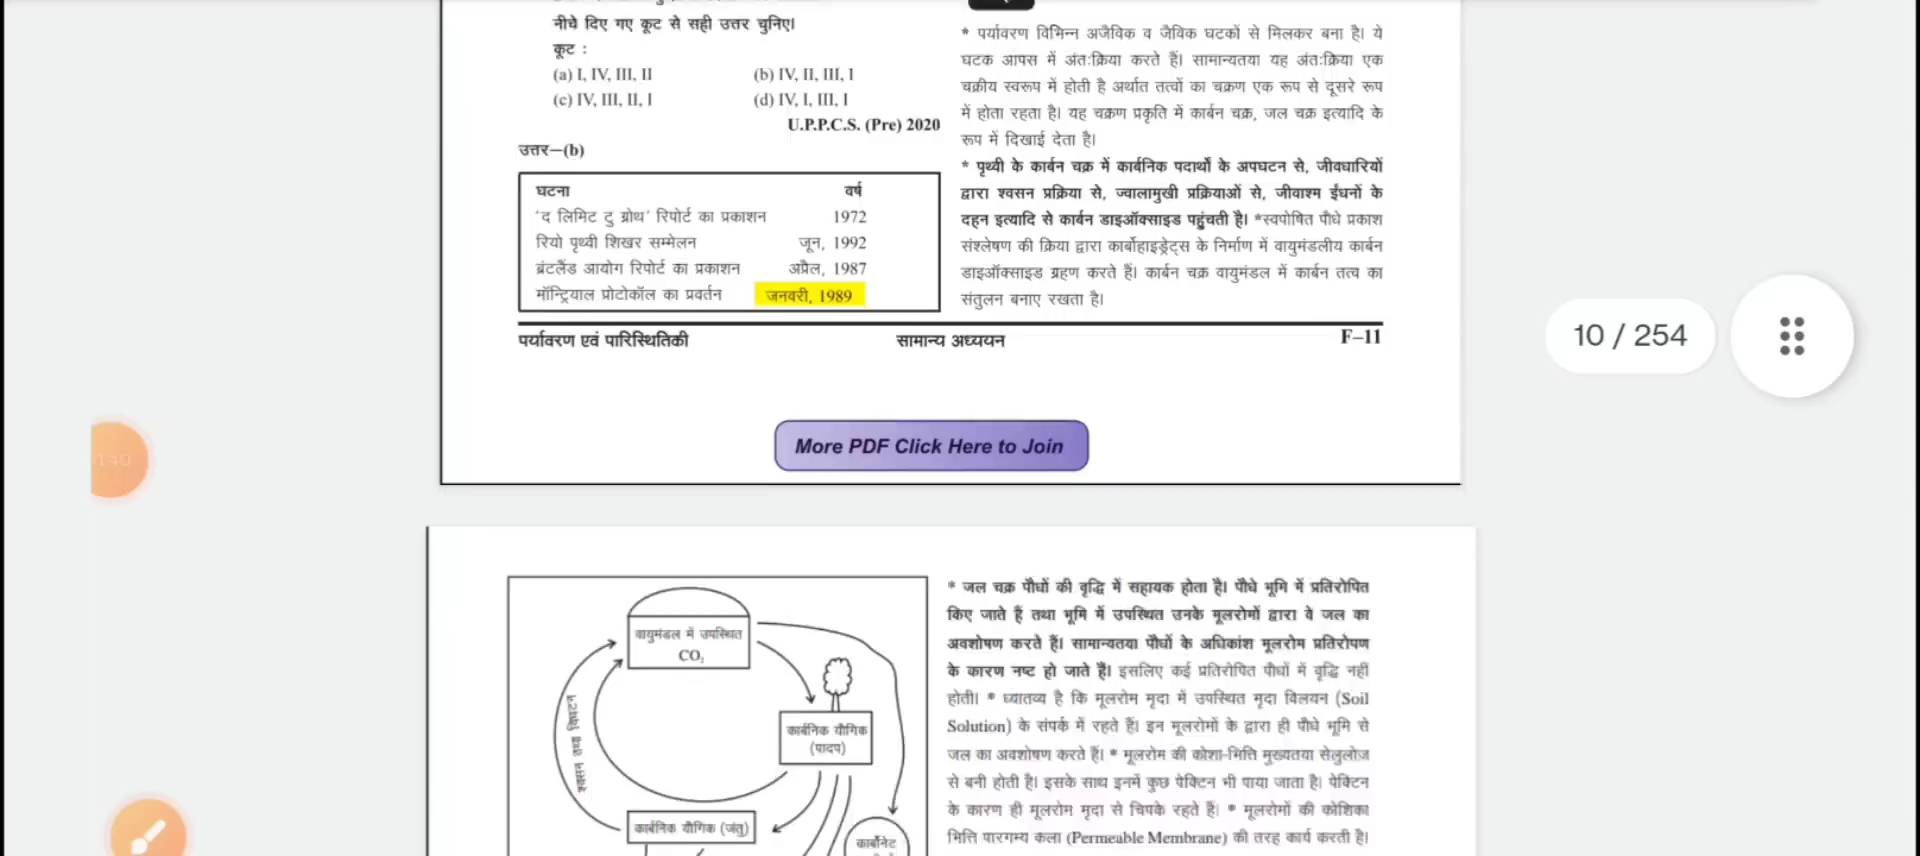 नीचे दिए गए कूट से सही उत्तर चुनिए।
कूट :
(a) I, IV, III, II (b) IV, II, III, I
(c) IV, III, II, I (d) IV, I, III, I
U.P.P.C.S. (Pre) 2020
उत्तर—(b)
घटना वर्ष
'द लिमिट टु ग्रोथ' रिपोर्ट का प्रकाशन 1972
रियो पृथ्वी शिखर सम्मेलन जून, 1992
ब्रंटलैंड आयोग रिपोर्ट का प्रकाशन अप्रैल, 1987
मॉन्ट्रियाल प्रोटोकॉल का प्रवर्तन जनवरी, 1989
* पर्यावरण विभिन्न अजैविक व जैविक घटकों से मिलकर बना है। ये
घटक आपस में अंतःक्रिया करते हैं। सामान्यतया यह अंतःक्रिया एक
चक्रीय स्वरूप में होती है अर्थात तत्वों का चक्रण एक रूप से दूसरे रूप
में होता रहता है। यह चक्रण प्रकृति में कार्बन चक्र, जल चक्र इत्यादि के
रूप में दिखाई देता है।
* पृथ्वी के कार्बन चक्र में कार्बनिक पदार्थों के अपघटन से, जीवधारियों
द्वारा श्वसन प्रक्रिया से, ज्वालामुखी प्रक्रियाओं से, जीवाश्म ईंधनों के
दहन इत्यादि से कार्बन डाइऑक्साइड पहुंचती है। *स्वपोषित पौधे प्रकाश
संश्लेषण की क्रिया द्वारा कार्बोहाइड्रेट्स के निर्माण में वायुमंडलीय कार्बन
डाइऑक्साइड ग्रहण करते हैं। कार्बन चक्र वायुमंडल में कार्बन तत्व का
संतुलन बनाए रखता है।
पर्यावरण एवं पारिस्थितिकी सामान्य अध्ययन F–11
10 / 254
140
More PDF Click Here to Join
वायुमंडल में उपस्थित
CO₂
श्वसन तथा विघटन
कार्बनिक यौगिक
(पादप)
कार्बनिक यौगिक (जंतु)
कार्बोनेट
* जल चक्र पौधों की वृद्धि में सहायक होता है। पौधे भूमि में प्रतिरोपित
किए जाते हैं तथा भूमि में उपस्थित उनके मूलरोमों द्वारा वे जल का
अवशोषण करते हैं। सामान्यतया पौधों के अधिकांश मूलरोम प्रतिरोपण
के कारण नष्ट हो जाते हैं। इसलिए कई प्रतिरोपित पौधों में वृद्धि नहीं
होती। * ध्यातव्य है कि मूलरोम मृदा में उपस्थित मृदा विलयन (Soil
Solution) के संपर्क में रहते हैं। इन मूलरोमों के द्वारा ही पौधे भूमि से
जल का अवशोषण करते हैं। * मूलरोम की कोशा-भित्ति मुख्यतया सेलुलोज
से बनी होती है। इसके साथ इनमें कुछ पेक्टिन भी पाया जाता है। पेक्टिन
के कारण ही मूलरोम मृदा से चिपके रहते हैं। * मूलरोमों की कोशिका
भित्ति पारगम्य कला (Permeable Membrane) की तरह कार्य करती है।